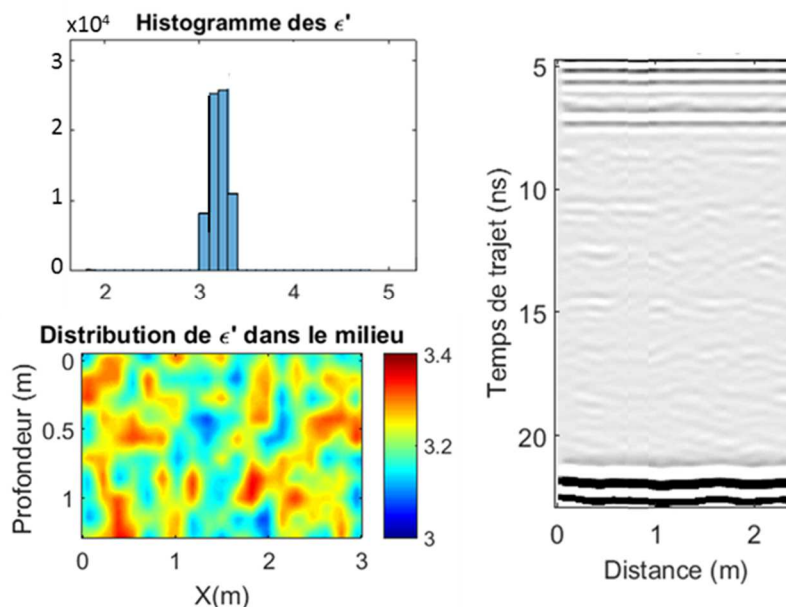 x10⁴
Histogramme des ϵ'
3
2
1
0
2 3 4 5
Distribution de ϵ' dans le milieu
Profondeur (m)
0
0.5
1
0 1 2 3
X(m)
3.4
3.2
3
Temps de trajet (ns)
5
10
15
20
0 1 2
Distance (m)